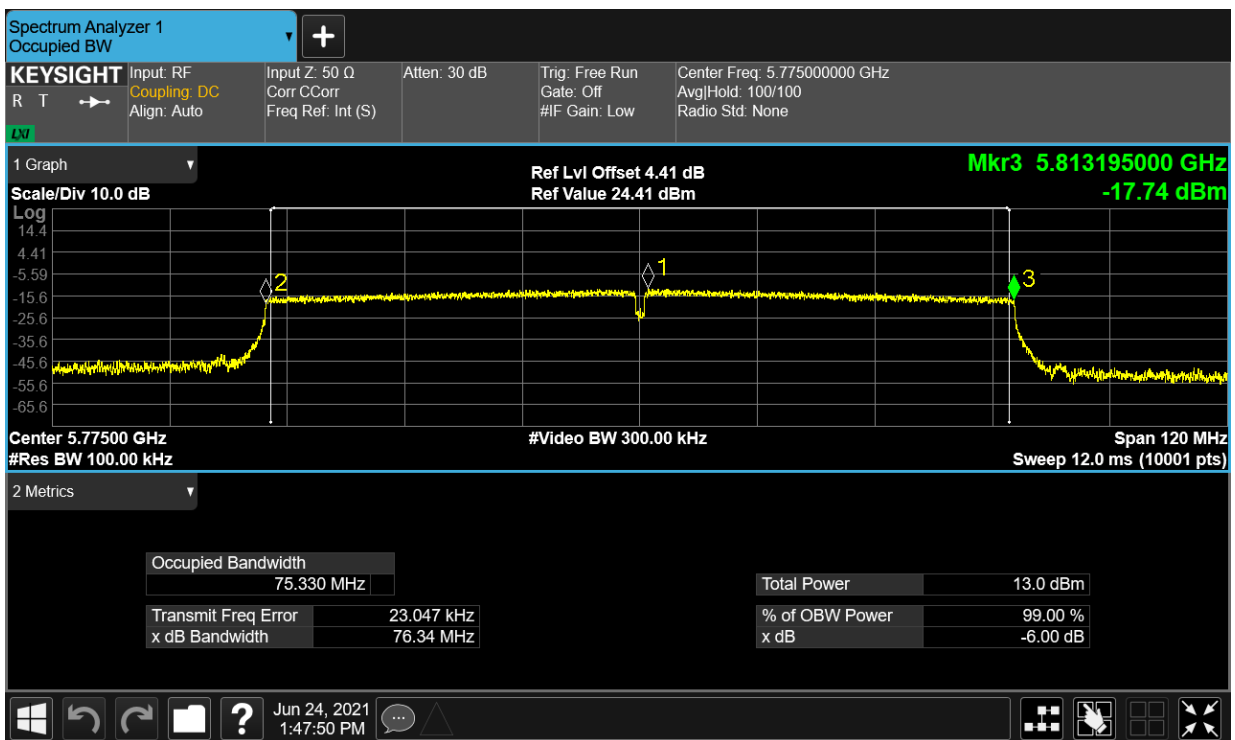 Spectrum Analyzer 1
Occupied BW
KEYSIGHT
R T
LXI
Input: RF
Coupling: DC
Align: Auto
Input Z: 50 Ω
Corr CCorr
Freq Ref: Int (S)
Atten: 30 dB
Trig: Free Run
Gate: Off
#IF Gain: Low
Center Freq: 5.775000000 GHz
Avg|Hold: 100/100
Radio Std: None
1 Graph
Scale/Div 10.0 dB
Ref Lvl Offset 4.41 dB
Ref Value 24.41 dBm
Mkr3 5.813195000 GHz
-17.74 dBm
Log
14.4
4.41
-5.59
-15.6
-25.6
-35.6
-45.6
-55.6
-65.6
2
1
3
Center 5.77500 GHz
#Res BW 100.00 kHz
#Video BW 300.00 kHz
Span 120 MHz
Sweep 12.0 ms (10001 pts)
2 Metrics
Occupied Bandwidth
75.330 MHz
Transmit Freq Error 23.047 kHz
x dB Bandwidth 76.34 MHz
Total Power 13.0 dBm
% of OBW Power 99.00 %
x dB -6.00 dB
?
Jun 24, 2021
1:47:50 PM